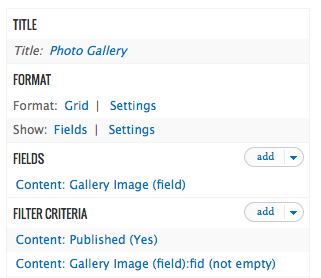 TITLE
Title: Photo Gallery
FORMAT
Format: Grid | Settings
Show: Fields | Settings
FIELDS add
Content: Gallery Image (field)
FILTER CRITERIA add
Content: Published (Yes)
Content: Gallery Image (field):fid (not empty)